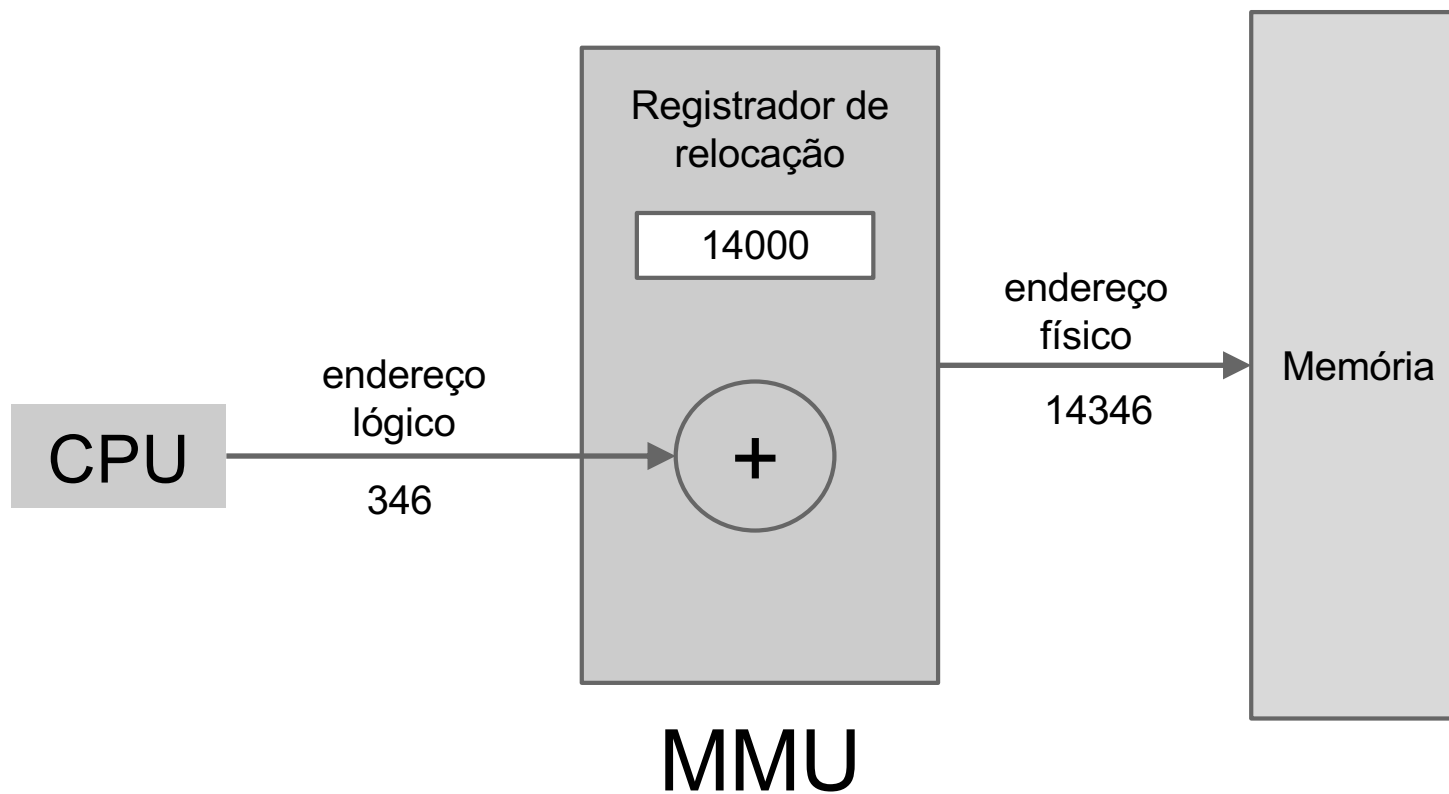 CPU
endereço
lógico
346
Registrador de
relocação
14000
+
MMU
endereço
físico
14346
Memória